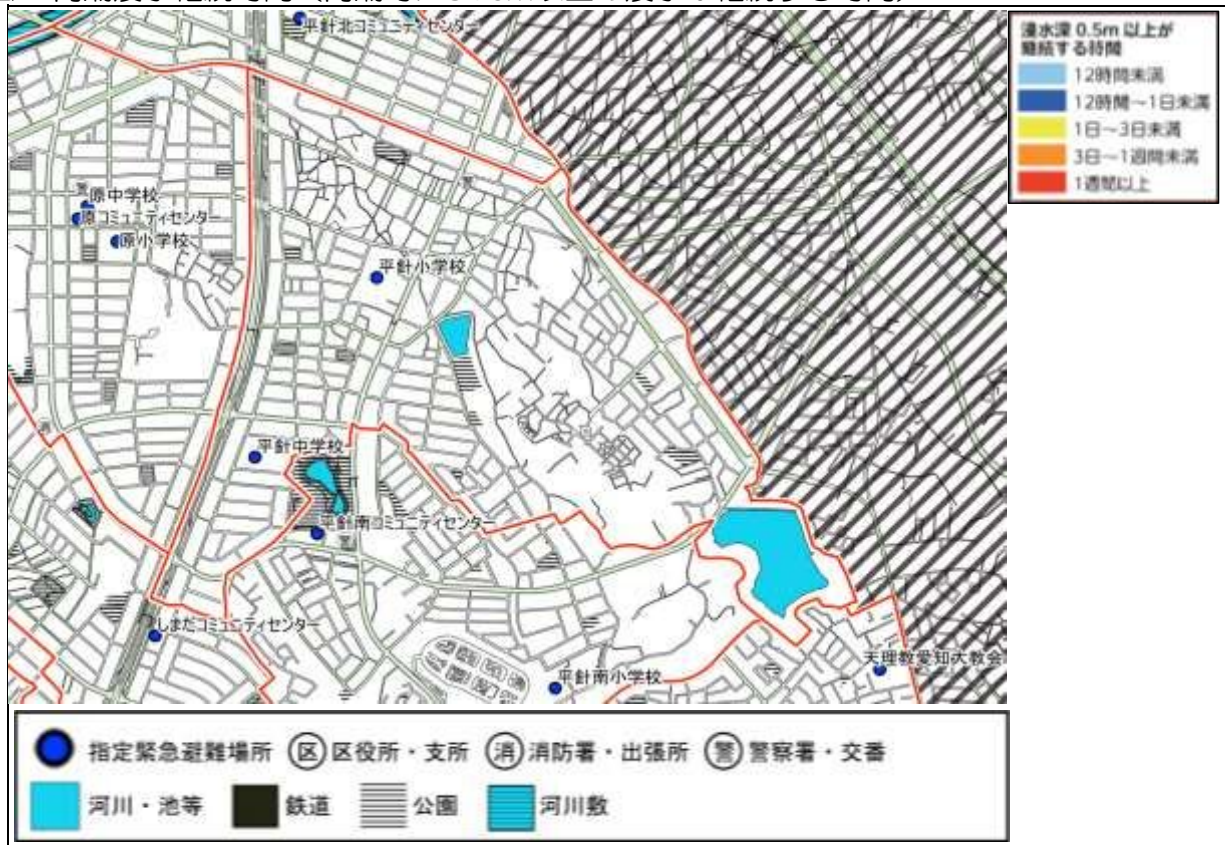 平針北コミュニティセンター
浸水深 0.5m 以上が
継続する時間
12時間未満
12時間～1日未満
1日～3日未満
3日～1週間未満
1週間以上
原中学校
原コミュニティセンター
原小学校
平針小学校
平針中学校
平針南コミュニティセンター
しまだコミュニティセンター
平針南小学校
天理教愛知大教会
指定緊急避難場所 区 区役所・支所 消 消防署・出張所 警 警察署・交番
河川・池等 鉄道 公園 河川敷